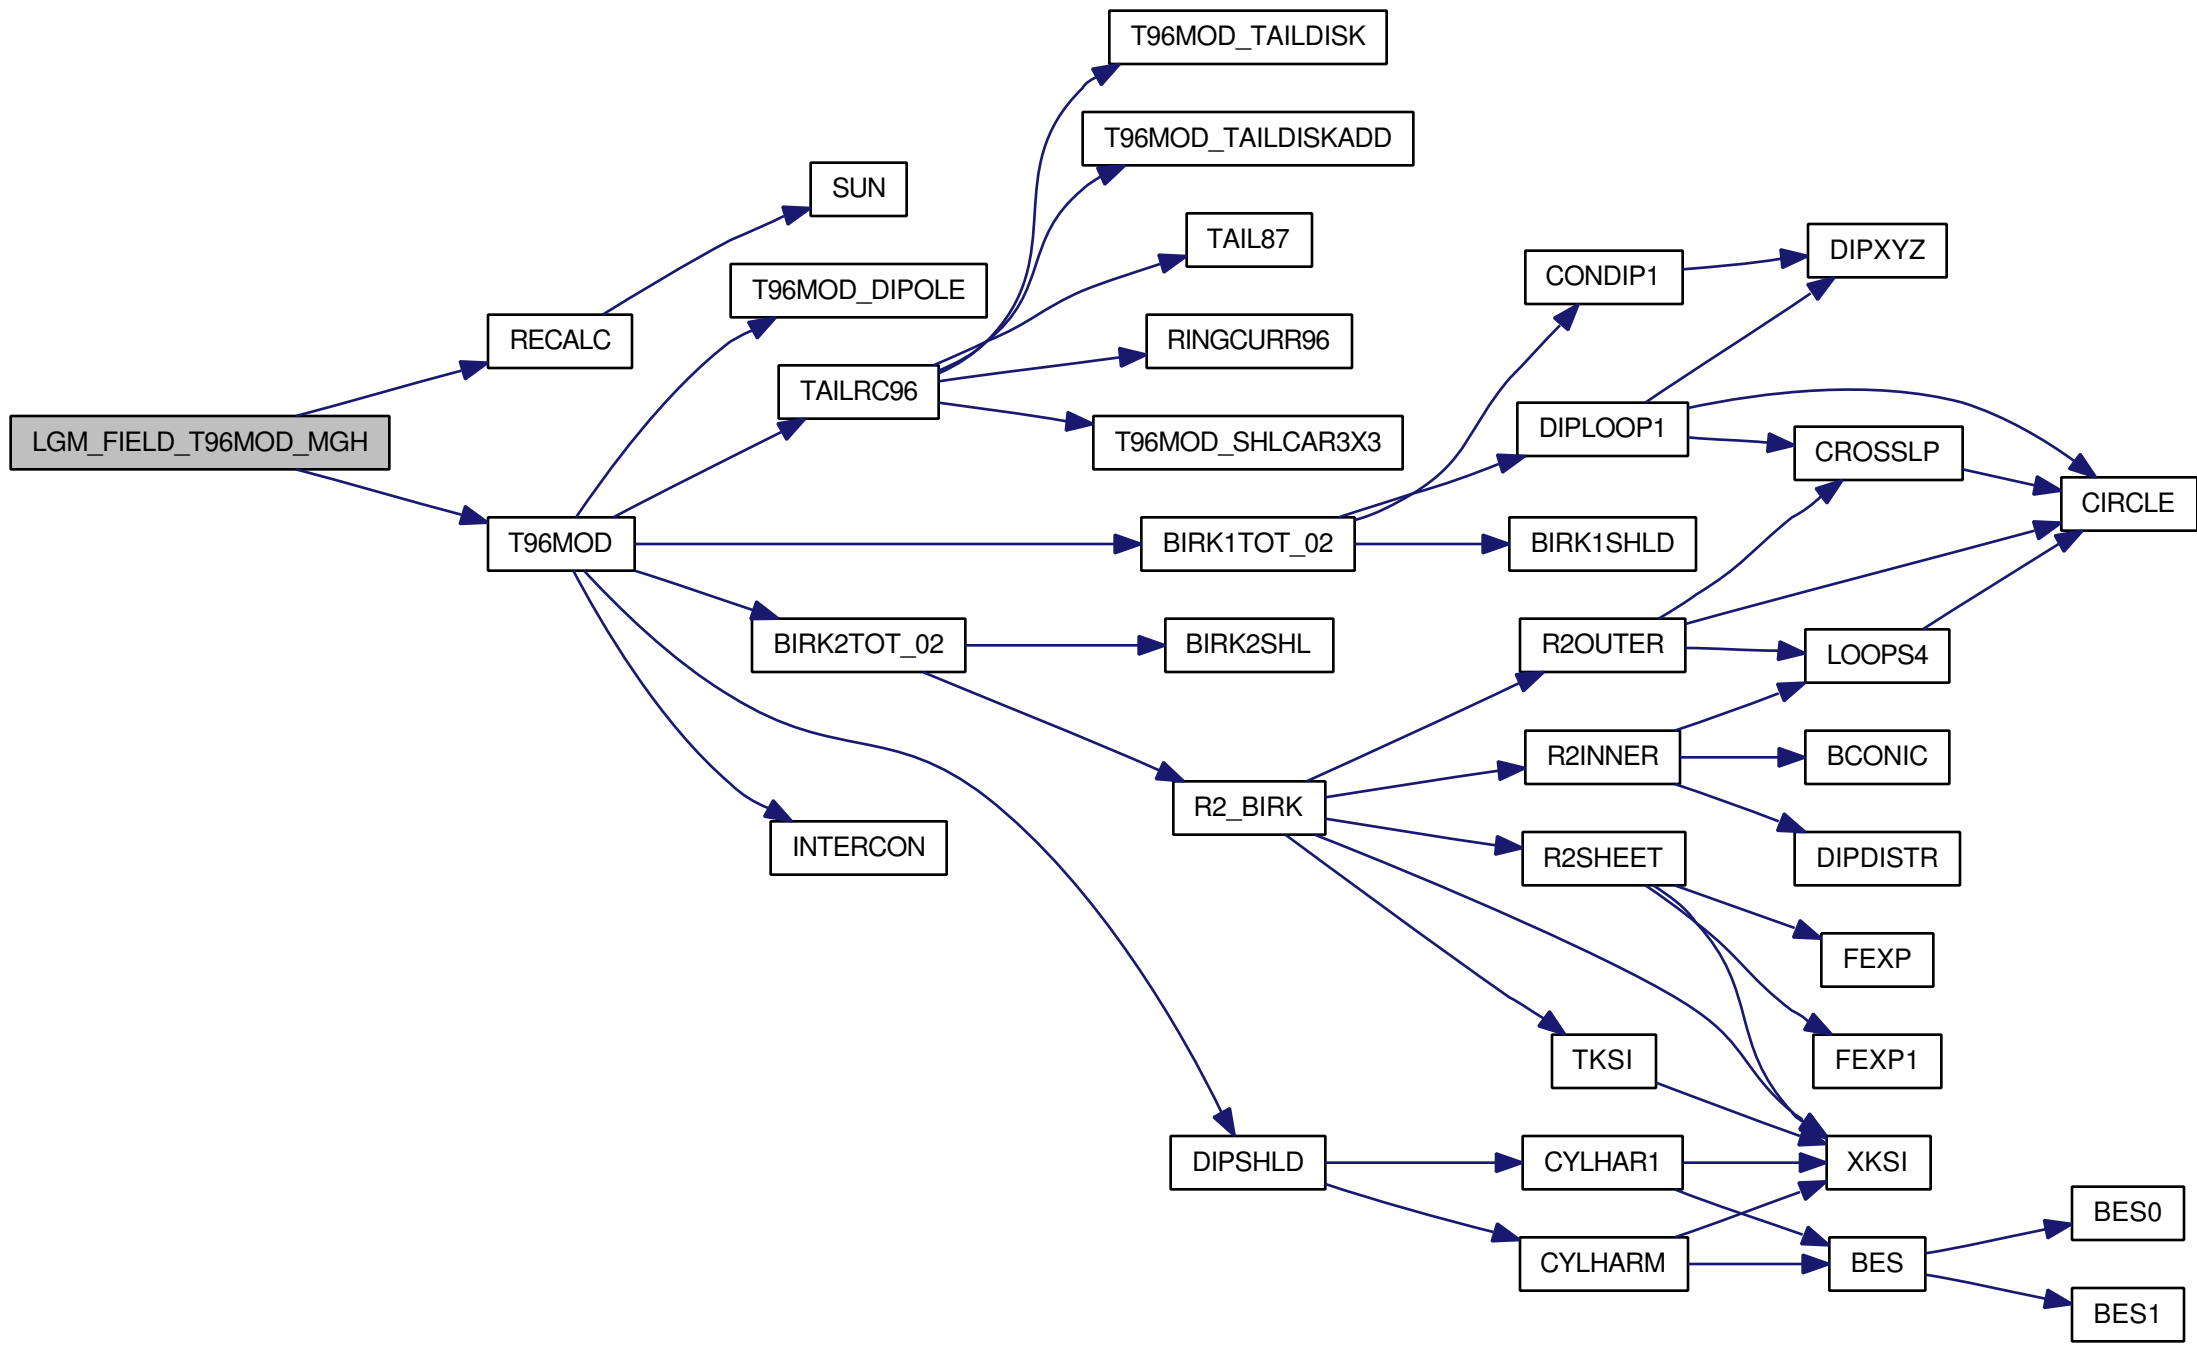 T96MOD_TAILDISK
T96MOD_TAILDISKADD
SUN
TAIL87
DIPXYZ
CONDIP1
T96MOD_DIPOLE
RECALC
RINGCURR96
TAILRC96
DIPLOOP1
LGM_FIELD_T96MOD_MGH
T96MOD_SHLCAR3X3
CROSSLP
CIRCLE
T96MOD
BIRK1TOT_02
BIRK1SHLD
BIRK2TOT_02
BIRK2SHL
R2OUTER
LOOPS4
R2INNER
BCONIC
R2_BIRK
INTERCON
R2SHEET
DIPDISTR
FEXP
TKSI
FEXP1
DIPSHLD
CYLHAR1
XKSI
BES0
CYLHARM
BES
BES1